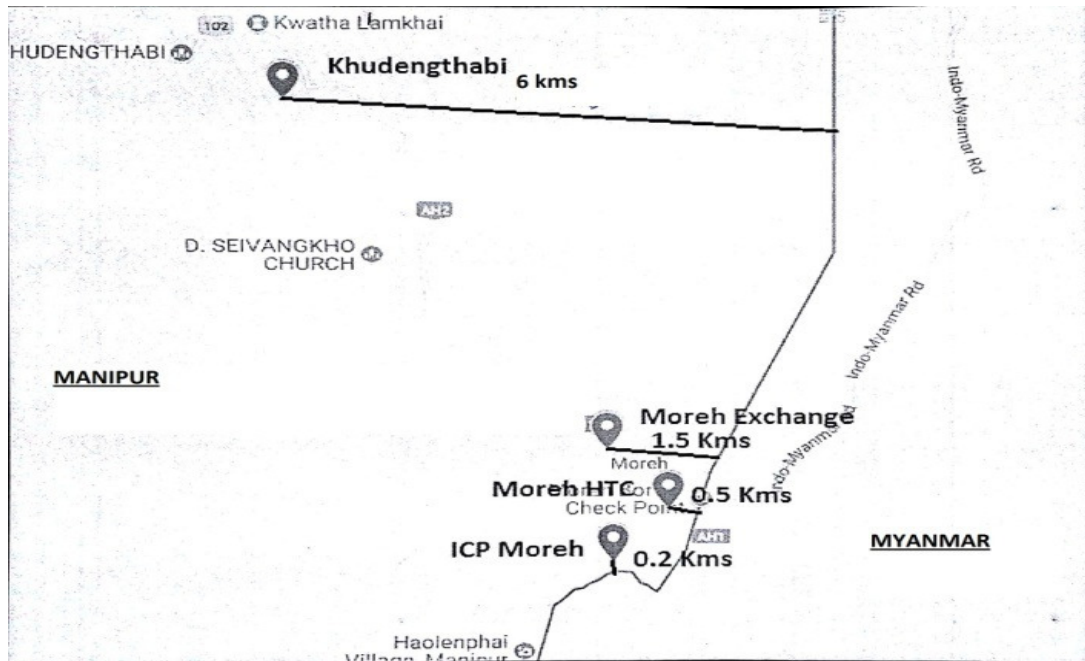 102
Kwatha Lamkhai
HUDENGTHABI
Khudengthabi
6 kms
Indo-Myanmar Rd
AH2
D. SEIVANGKHO
CHURCH
Indo-Myanmar Rd
MANIPUR
Moreh Exchange
1.5 Kms
Moreh
Moreh HTC
0.5 Kms
Check Point
AH1
ICP Moreh
0.2 Kms
MYANMAR
Haolenphai
Village, Manipur